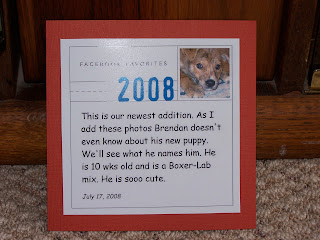 FACEBOOK FAVORITES
2008
This is our newest addition. As I
add these photos Brendan doesn't
even know about his new puppy.
We'll see what he names him. He
is 10 wks old and is a Boxer-Lab
mix. He is sooo cute.
July 17, 2008